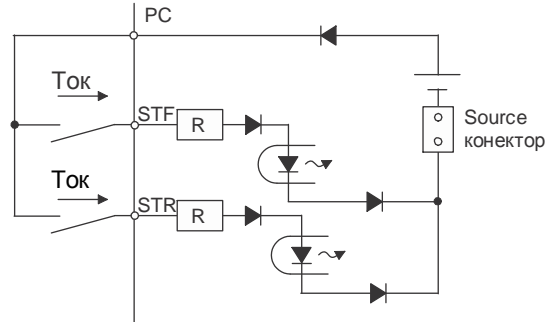 PC
Ток
STF
R
Source
конектор
Ток
STR
R